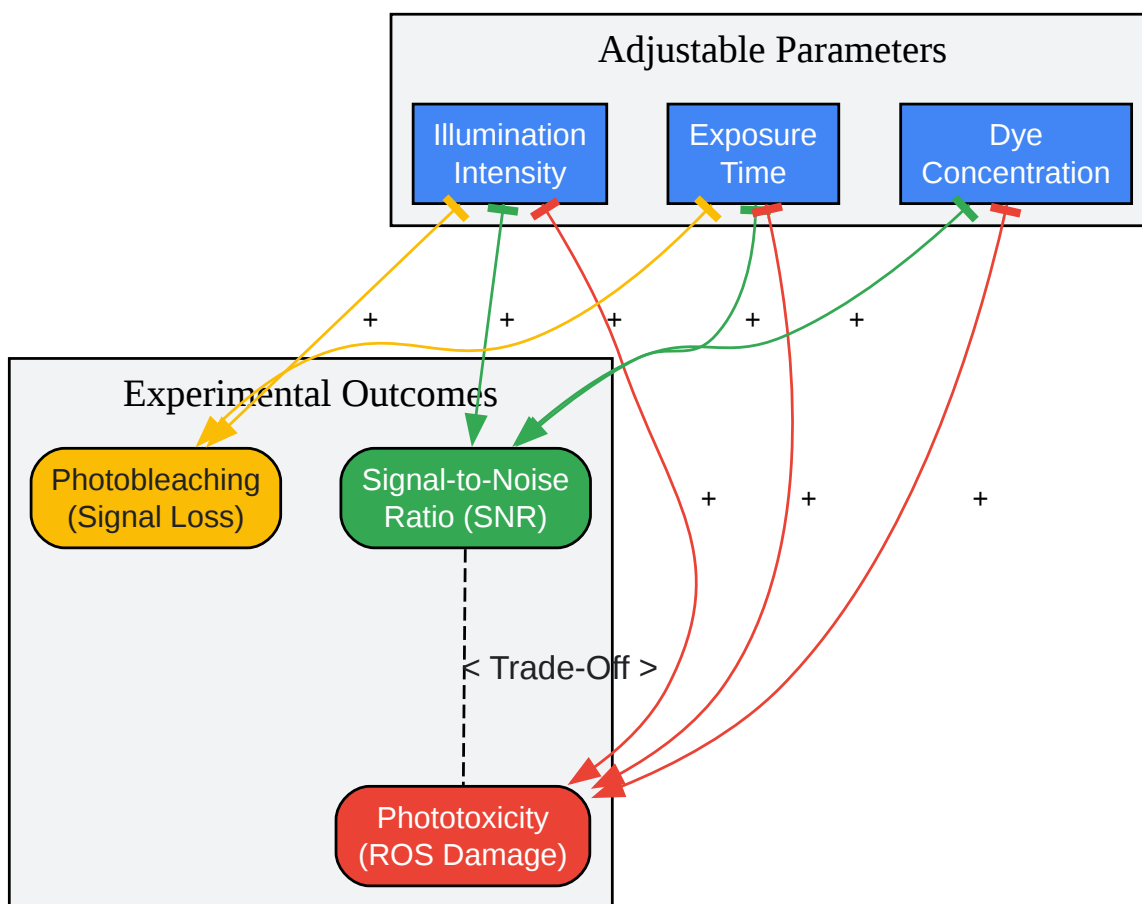 Adjustable Parameters
Illumination
Intensity
Exposure
Time
Dye
Concentration
+
+
+
+
+
Experimental Outcomes
Photobleaching
(Signal Loss)
Signal-to-Noise
Ratio (SNR)
+
+
+
< Trade-Off >
Phototoxicity
(ROS Damage)